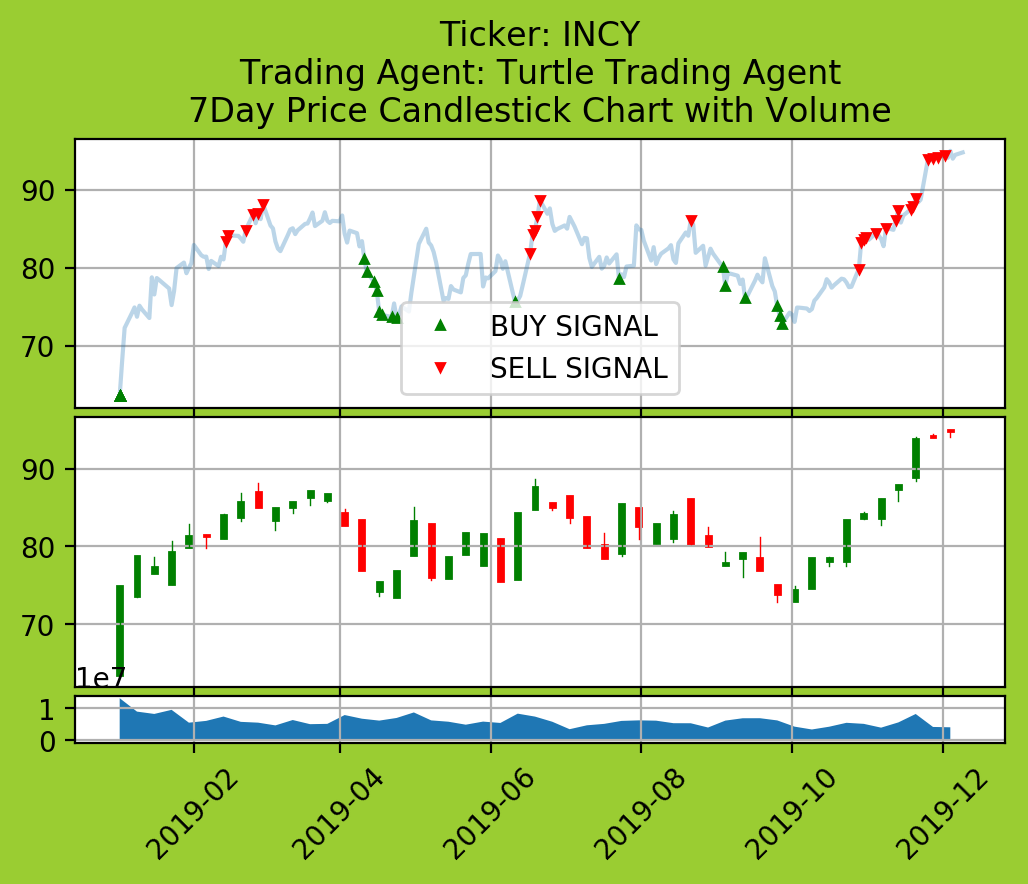 Ticker: INCY
Trading Agent: Turtle Trading Agent
7Day Price Candlestick Chart with Volume
90
80
70
BUY SIGNAL
SELL SIGNAL
90
80
70
1e7
1
0
2019-02
2019-04
2019-06
2019-08
2019-10
2019-12